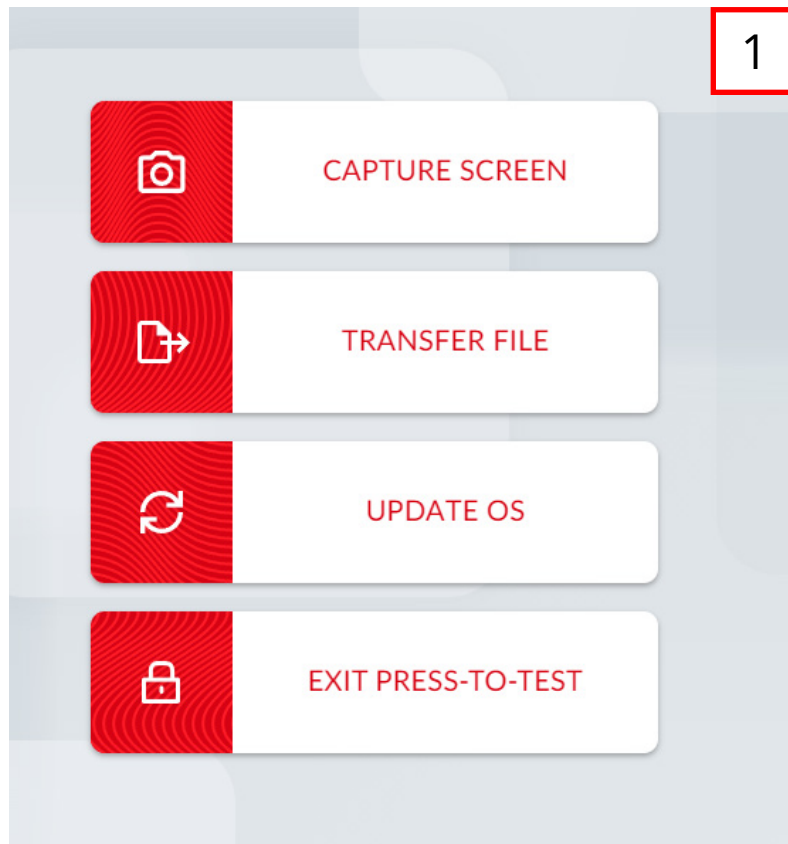 1
CAPTURE SCREEN
TRANSFER FILE
UPDATE OS
EXIT PRESS-TO-TEST